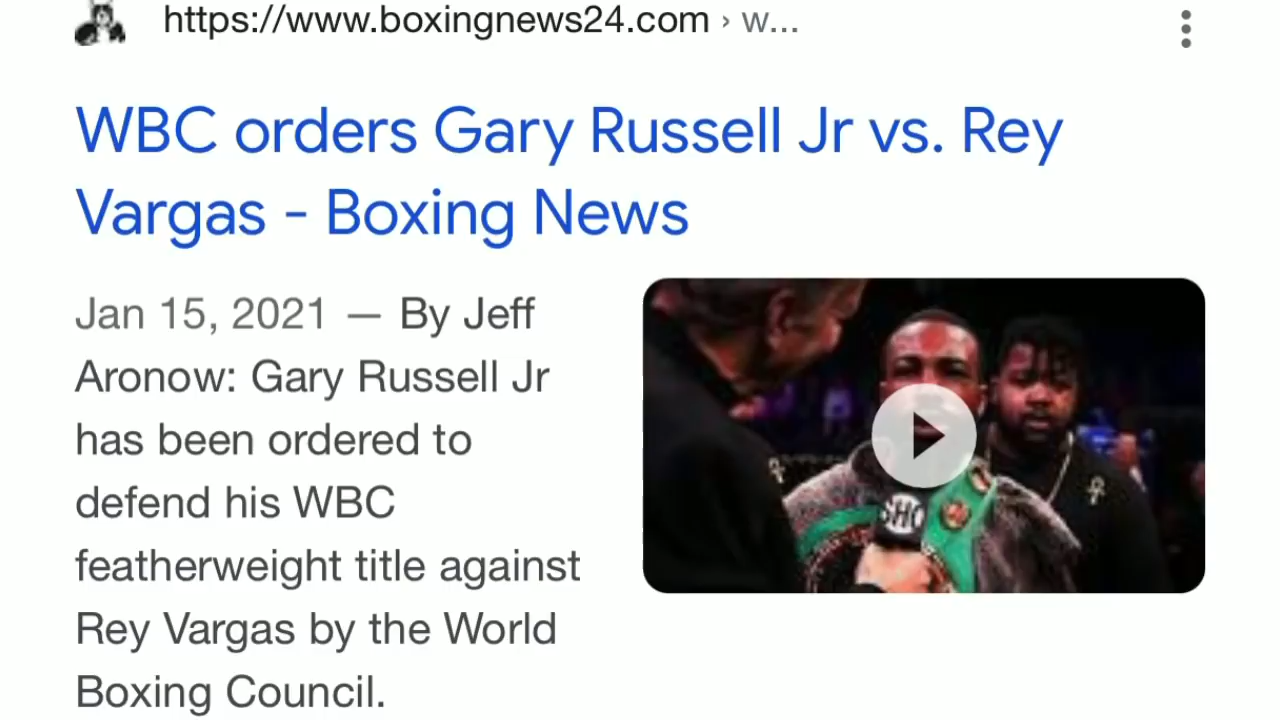 https://www.boxingnews24.com › w...
WBC orders Gary Russell Jr vs. Rey
Vargas - Boxing News
Jan 15, 2021 — By Jeff
Aronow: Gary Russell Jr
has been ordered to
defend his WBC
featherweight title against
Rey Vargas by the World
Boxing Council.
SHO